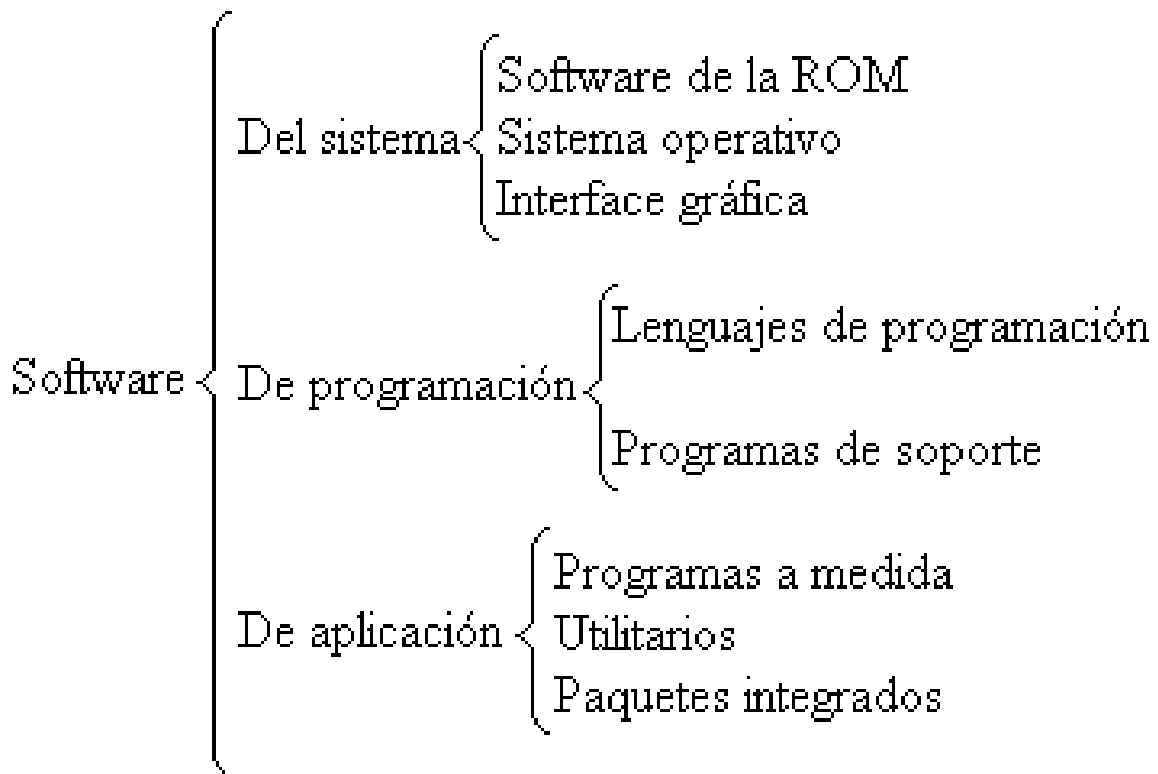 Software
Del sistema
Software de la ROM
Sistema operativo
Interface gráfica
De programación
Lenguajes de programación
Programas de soporte
De aplicación
Programas a medida
Utilitarios
Paquetes integrados